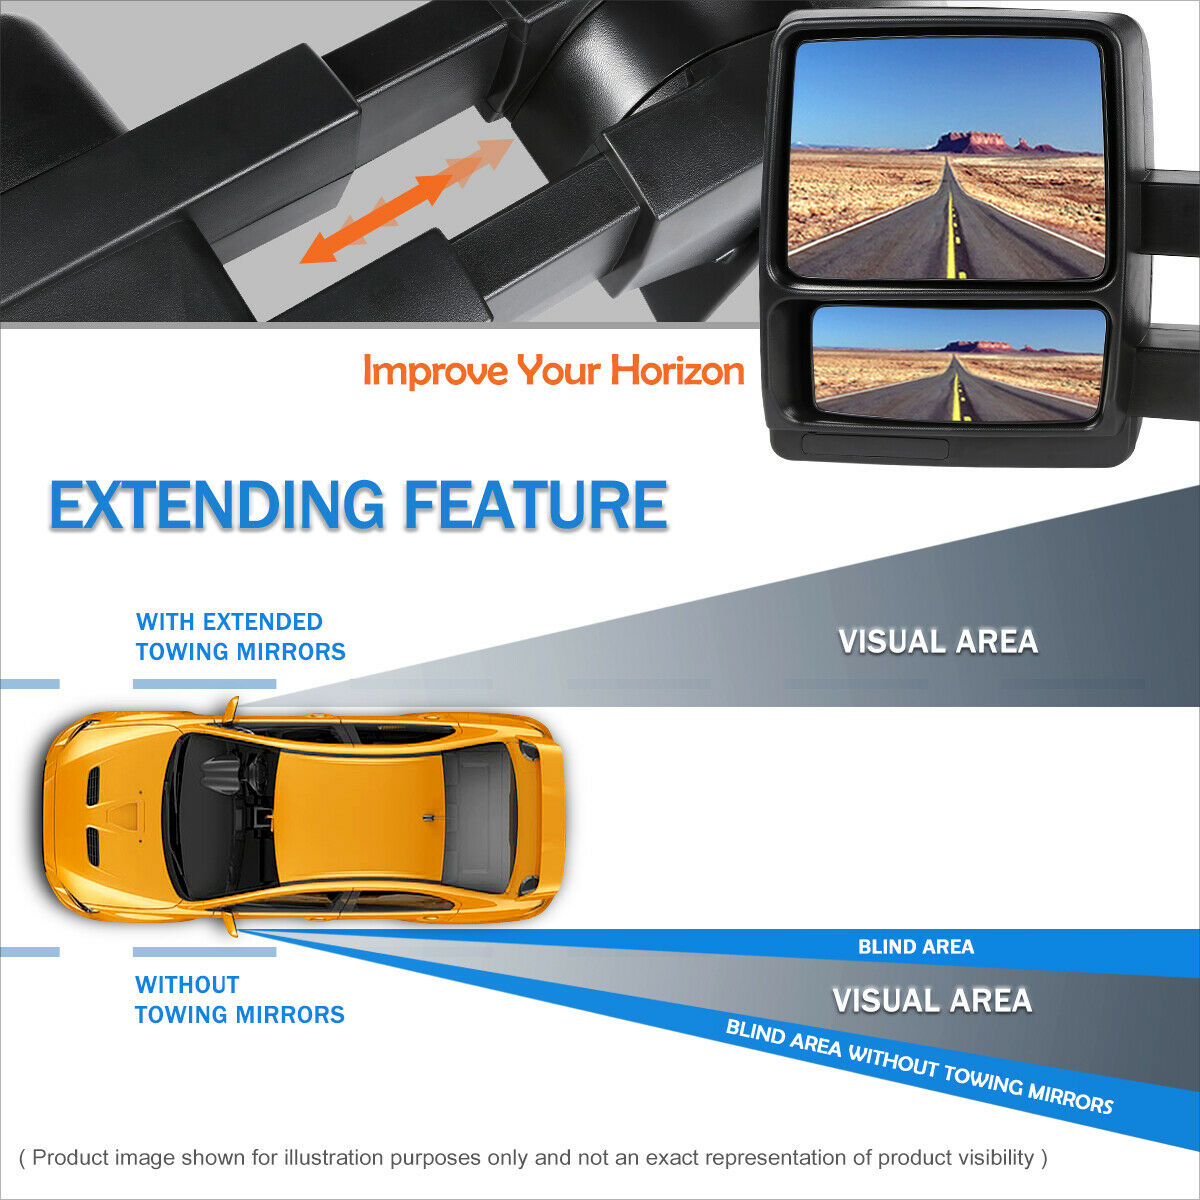 Improve Your Horizon
EXTENDING FEATURE
WITH EXTENDED
TOWING MIRRORS
VISUAL AREA
BLIND AREA
VISUAL AREA
BLIND AREA WITHOUT TOWING MIRRORS
WITHOUT
TOWING MIRRORS
( Product image shown for illustration purposes only and not an exact representation of product visibility )